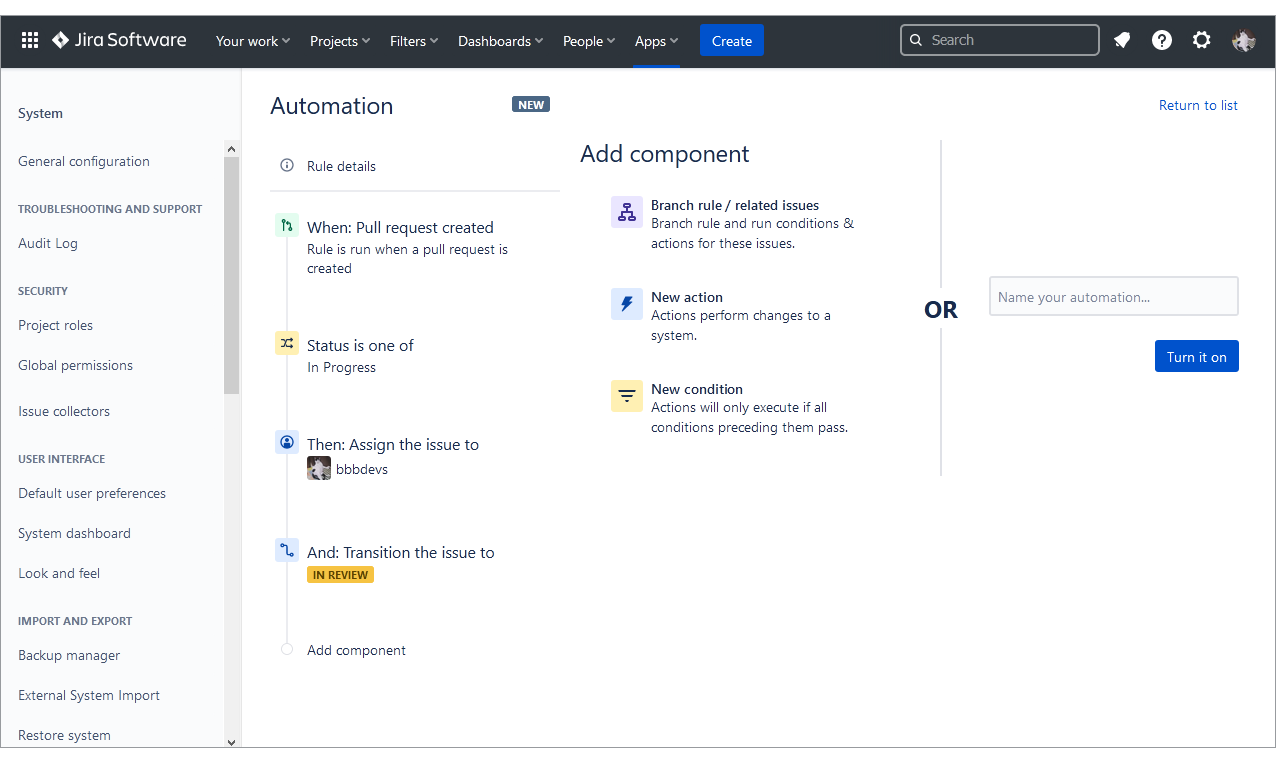 Jira Software Your work Projects Filters Dashboards People Apps Create Search
System
General configuration
TROUBLESHOOTING AND SUPPORT
Audit Log
SECURITY
Project roles
Global permissions
Issue collectors
USER INTERFACE
Default user preferences
System dashboard
Look and feel
IMPORT AND EXPORT
Backup manager
External System Import
Restore system
Automation NEW
Rule details
When: Pull request created
Rule is run when a pull request is
created
Status is one of
In Progress
Then: Assign the issue to
bbbdevs
And: Transition the issue to
IN REVIEW
Add component
Add component
Branch rule / related issues
Branch rule and run conditions &
actions for these issues.
New action
Actions perform changes to a
system.
New condition
Actions will only execute if all
conditions preceding them pass.
OR
Return to list
Name your automation...
Turn it on